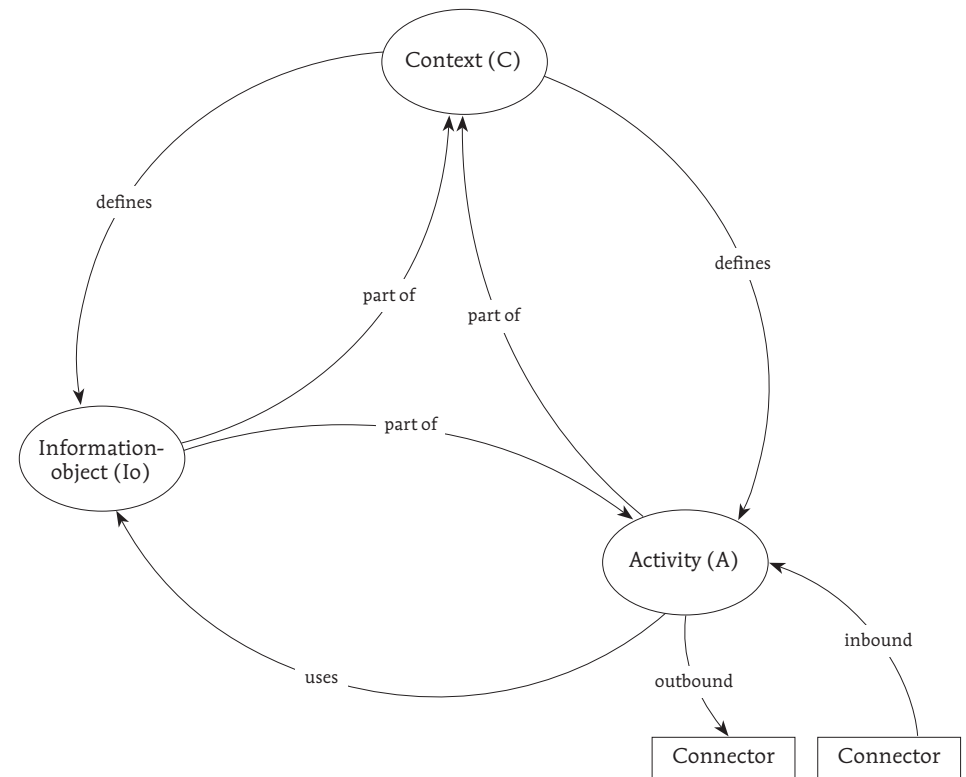 Context (C)
defines
defines
part of
part of
part of
Information-
object (Io)
Activity (A)
inbound
uses
outbound
Connector
Connector